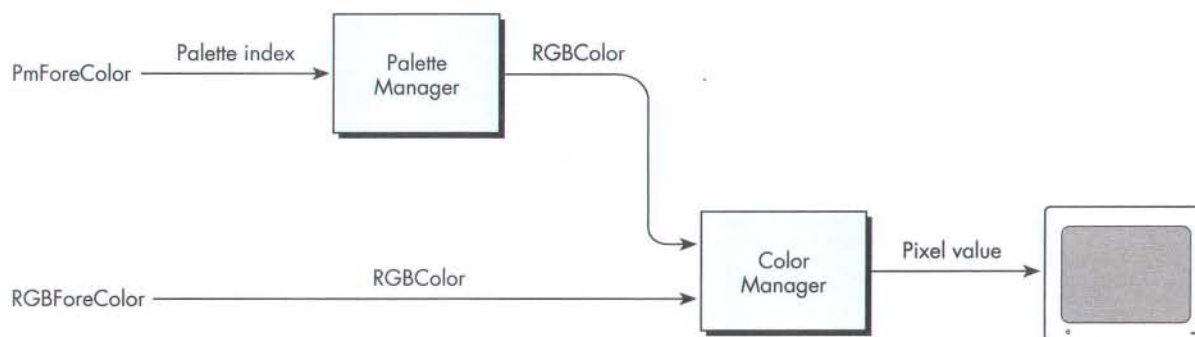 PmForeColor
Palette index
Palette
Manager
RGBColor
RGBForeColor
RGBColor
Color
Manager
Pixel value